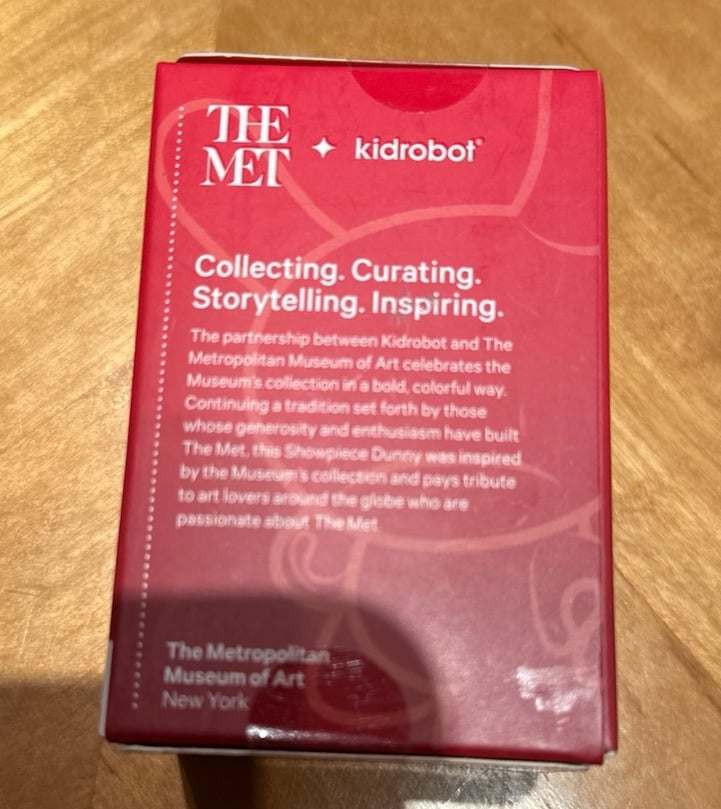 THE MET ✦ kidrobot®
Collecting. Curating.
Storytelling. Inspiring.
The partnership between Kidrobot and The
Metropolitan Museum of Art celebrates the
Museum's collection in a bold, colorful way.
Continuing a tradition set forth by those
whose generosity and enthusiasm have built
The Met, this Showpiece Dunny was inspired
by the Museum's collection and pays tribute
to art lovers around the globe who are
passionate about The Met.
The Metropolitan
Museum of Art
New York